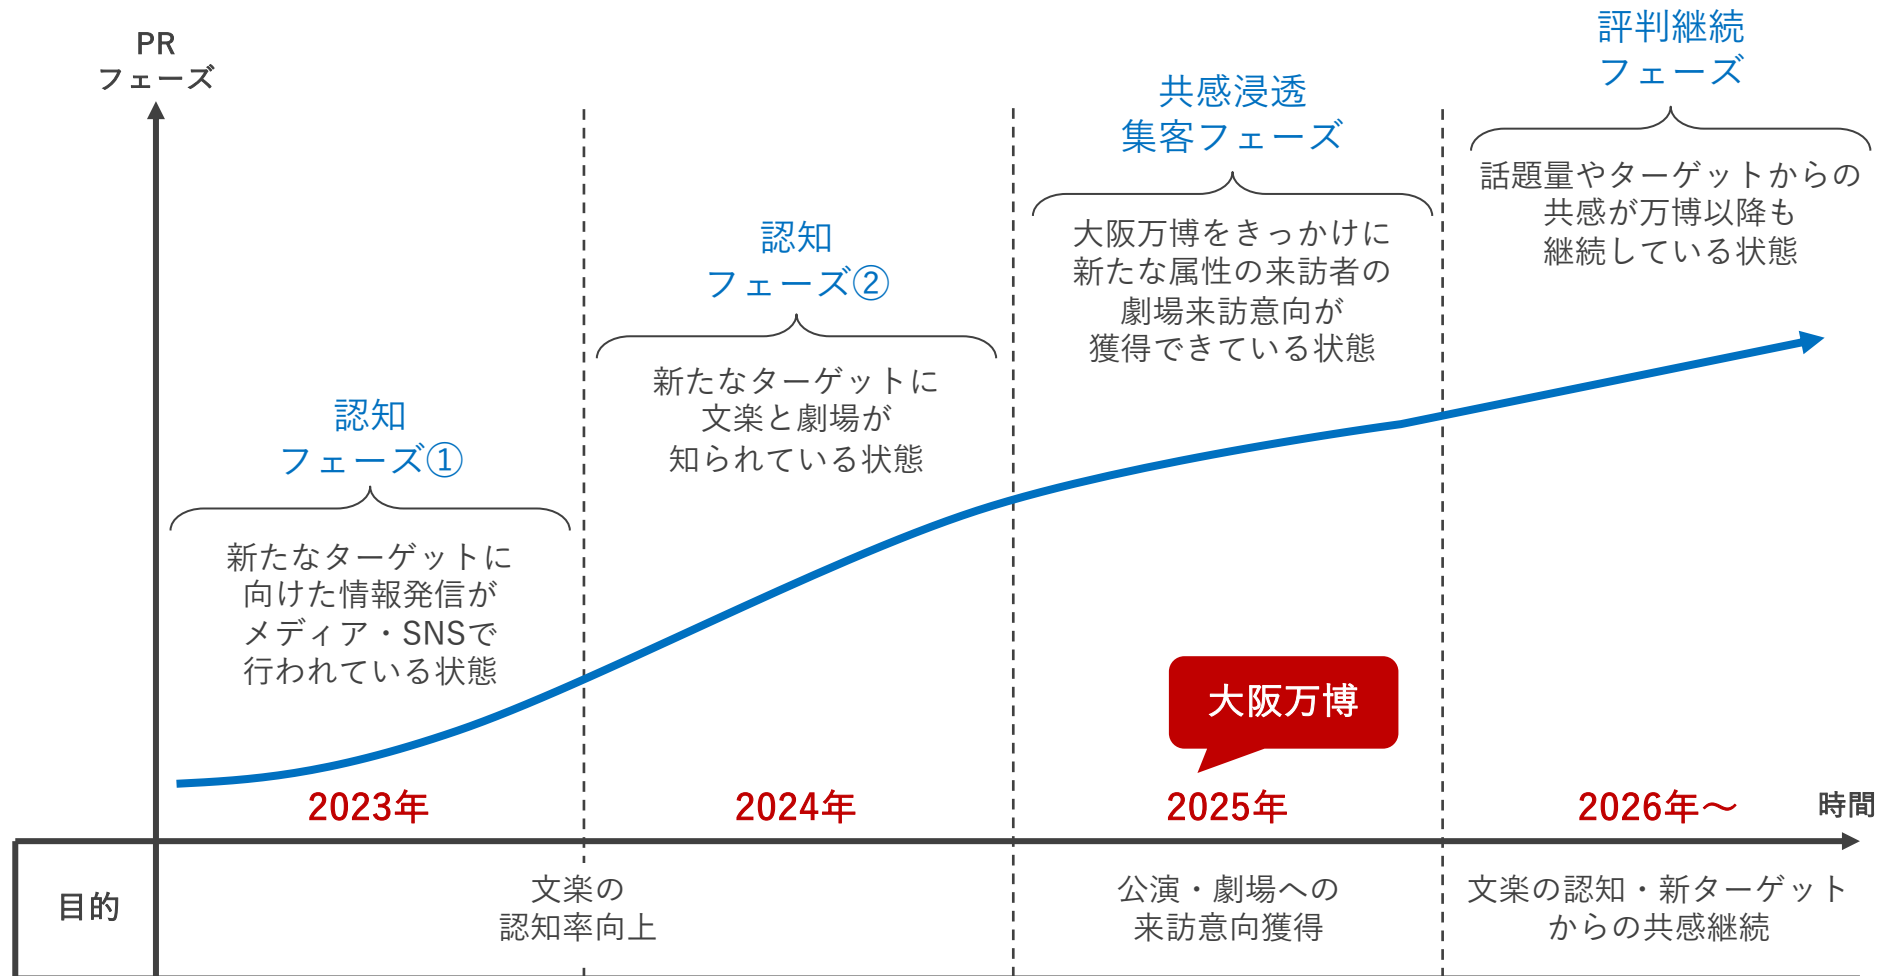 PR
フェーズ
認知
フェーズ①
新たなターゲットに
向けた情報発信が
メディア・SNSで
行われている状態
認知
フェーズ②
新たなターゲットに
文楽と劇場が
知られている状態
共感浸透
集客フェーズ
大阪万博をきっかけに
新たな属性の来訪者の
劇場来訪意向が
獲得できている状態
評判継続
フェーズ
話題量やターゲットからの
共感が万博以降も
継続している状態
大阪万博
2023年
2024年
2025年
2026年～
時間
目的
文楽の
認知率向上
公演・劇場への
来訪意向獲得
文楽の認知・新ターゲット
からの共感継続